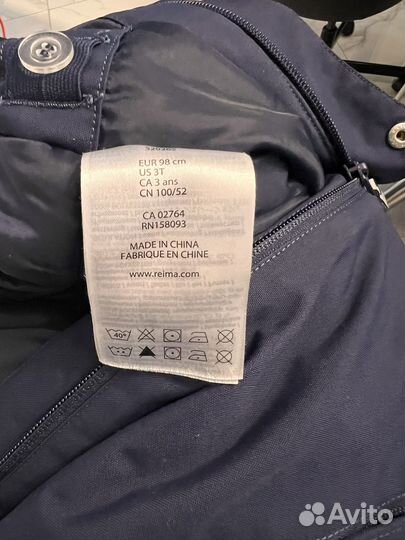 EUR 98 cm
US 3T
CA 3 ans
CN 100/52
CA 02764
RN158093
MADE IN CHINA
FABRIQUE EN CHINE
www.reima.com
40°
Avito